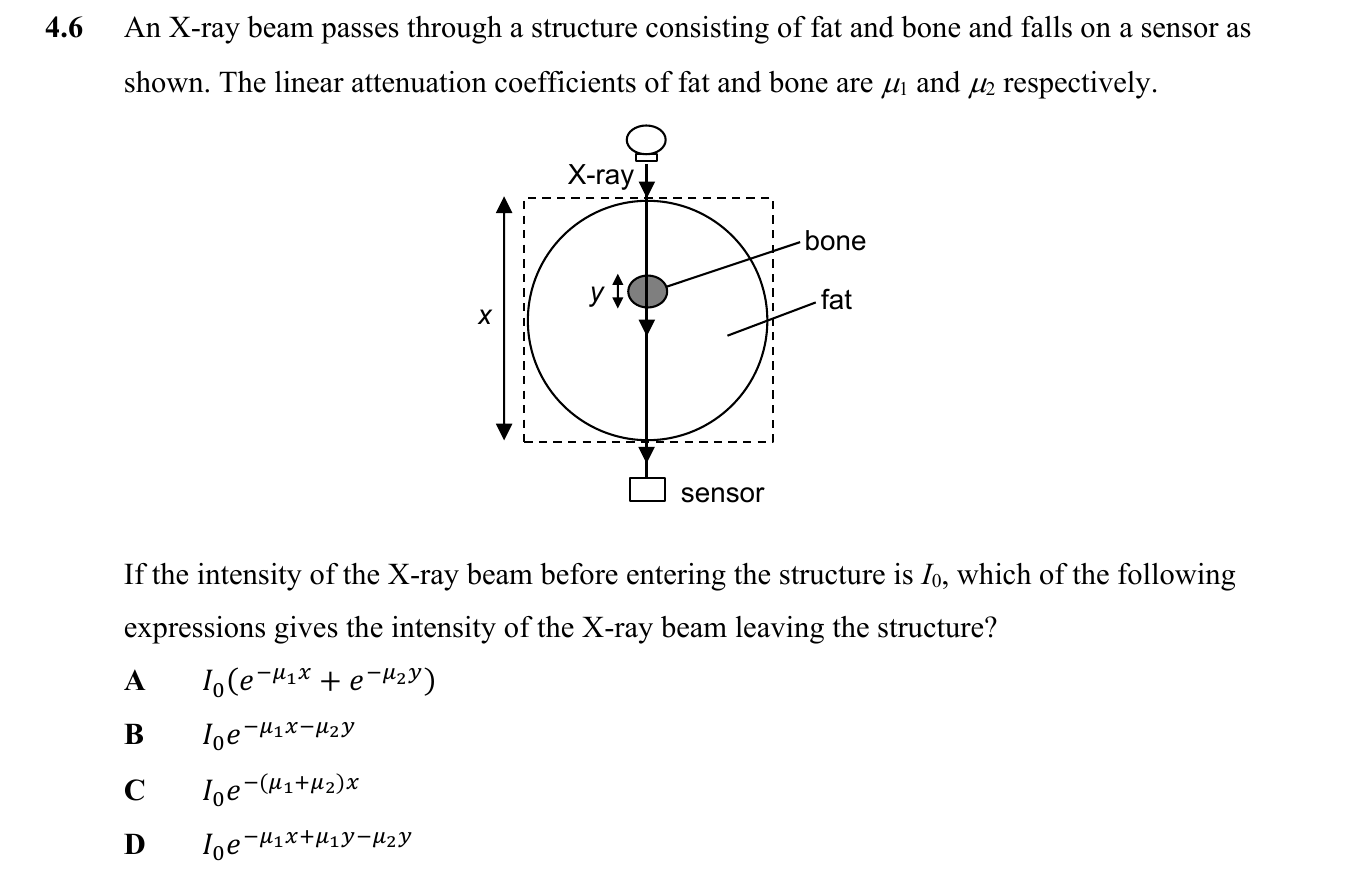 4.6 An X-ray beam passes through a structure consisting of fat and bone and falls on a sensor as
shown. The linear attenuation coefficients of fat and bone are μ₁ and μ₂ respectively.
X-ray
bone
y
fat
x
sensor
If the intensity of the X-ray beam before entering the structure is I₀, which of the following
expressions gives the intensity of the X-ray beam leaving the structure?
A I₀(e^{−μ₁x} + e^{−μ₂y})
B I₀e^{−μ₁x−μ₂y}
C I₀e^{−(μ₁+μ₂)x}
D I₀e^{−μ₁x+μ₁y−μ₂y}